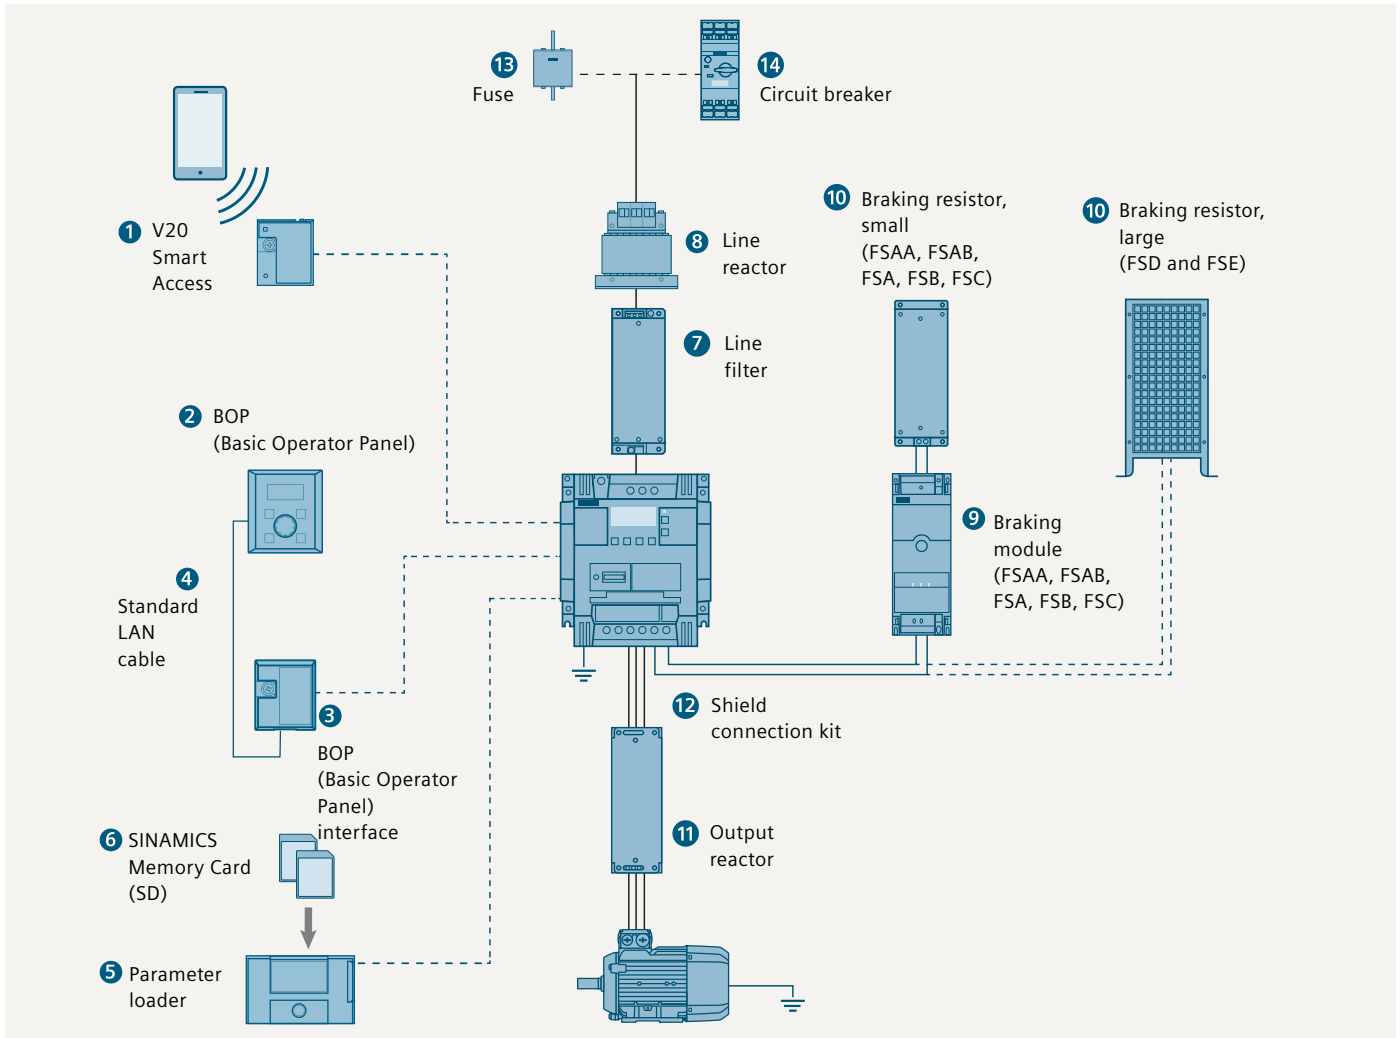 13
Fuse
14
Circuit breaker
1 V20
Smart
Access
8 Line
reactor
10 Braking resistor,
small
(FSAA, FSAB,
FSA, FSB, FSC)
10 Braking resistor,
large
(FSD and FSE)
7 Line
filter
2 BOP
(Basic Operator Panel)
9 Braking
module
(FSAA, FSAB,
FSA, FSB, FSC)
4
Standard
LAN
cable
3
BOP
(Basic Operator
Panel)
interface
12 Shield
connection kit
6 SINAMICS
Memory Card
(SD)
11 Output
reactor
5 Parameter
loader